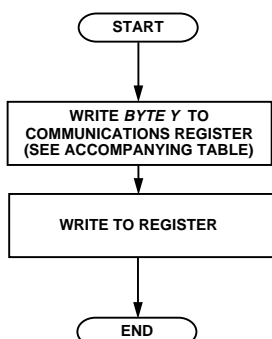 START
WRITE BYTE Y TO
COMMUNICATIONS REGISTER
(SEE ACCOMPANYING TABLE)
WRITE TO REGISTER
END